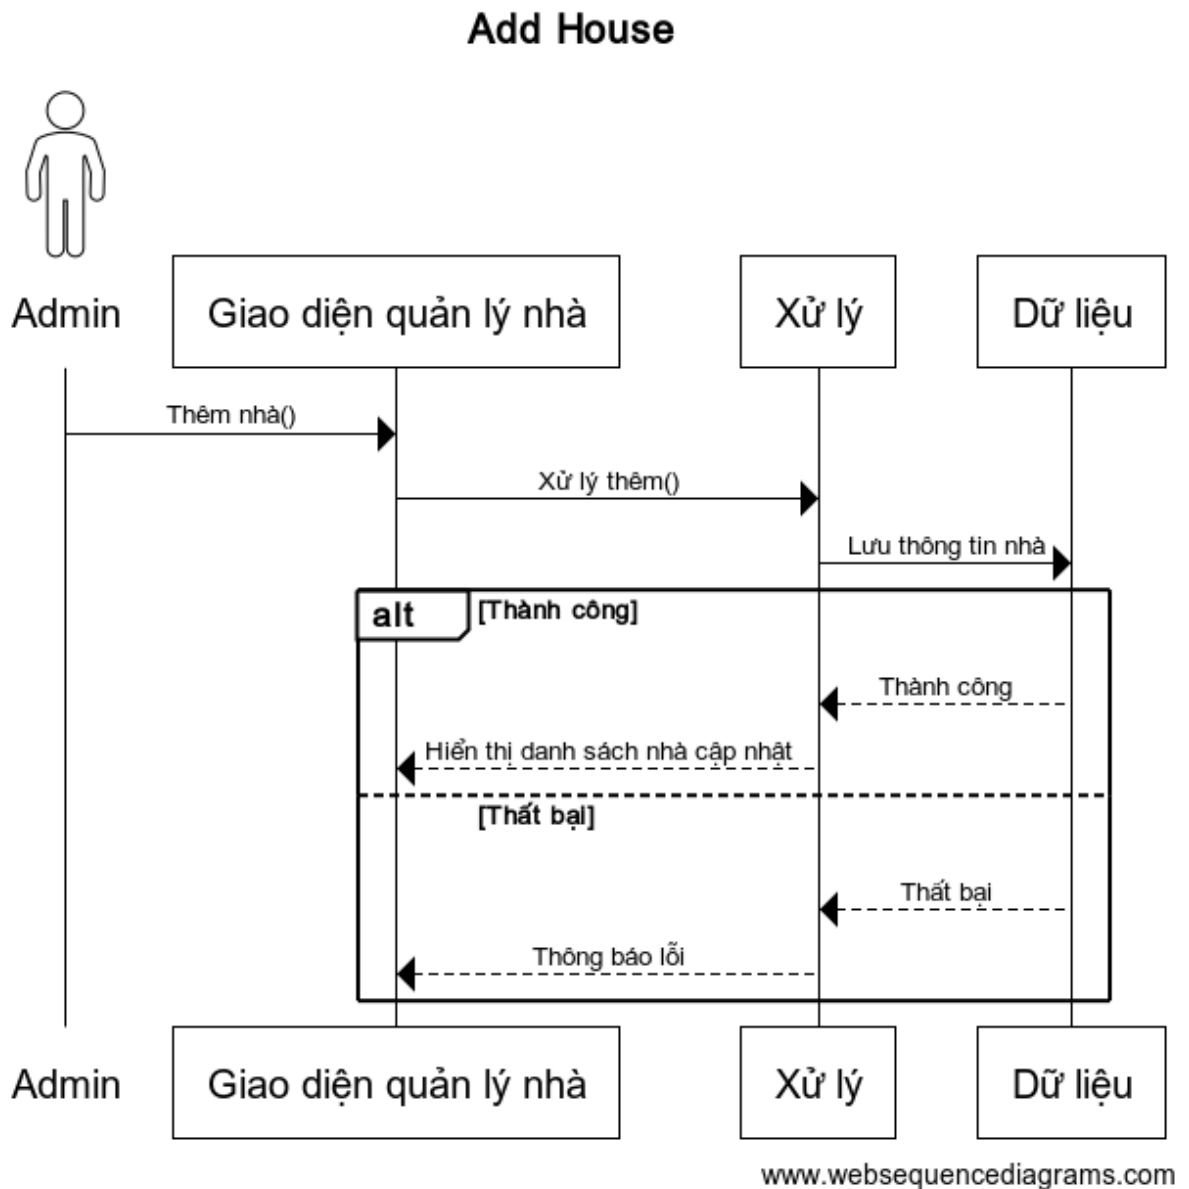 Add House
Admin
Giao diện quản lý nhà
Xử lý
Dữ liệu
Thêm nhà()
Xử lý thêm()
Lưu thông tin nhà
alt
[Thành công]
Thành công
Hiển thị danh sách nhà cập nhật
[Thất bại]
Thất bại
Thông báo lỗi
Admin
Giao diện quản lý nhà
Xử lý
Dữ liệu
www.websequencediagrams.com